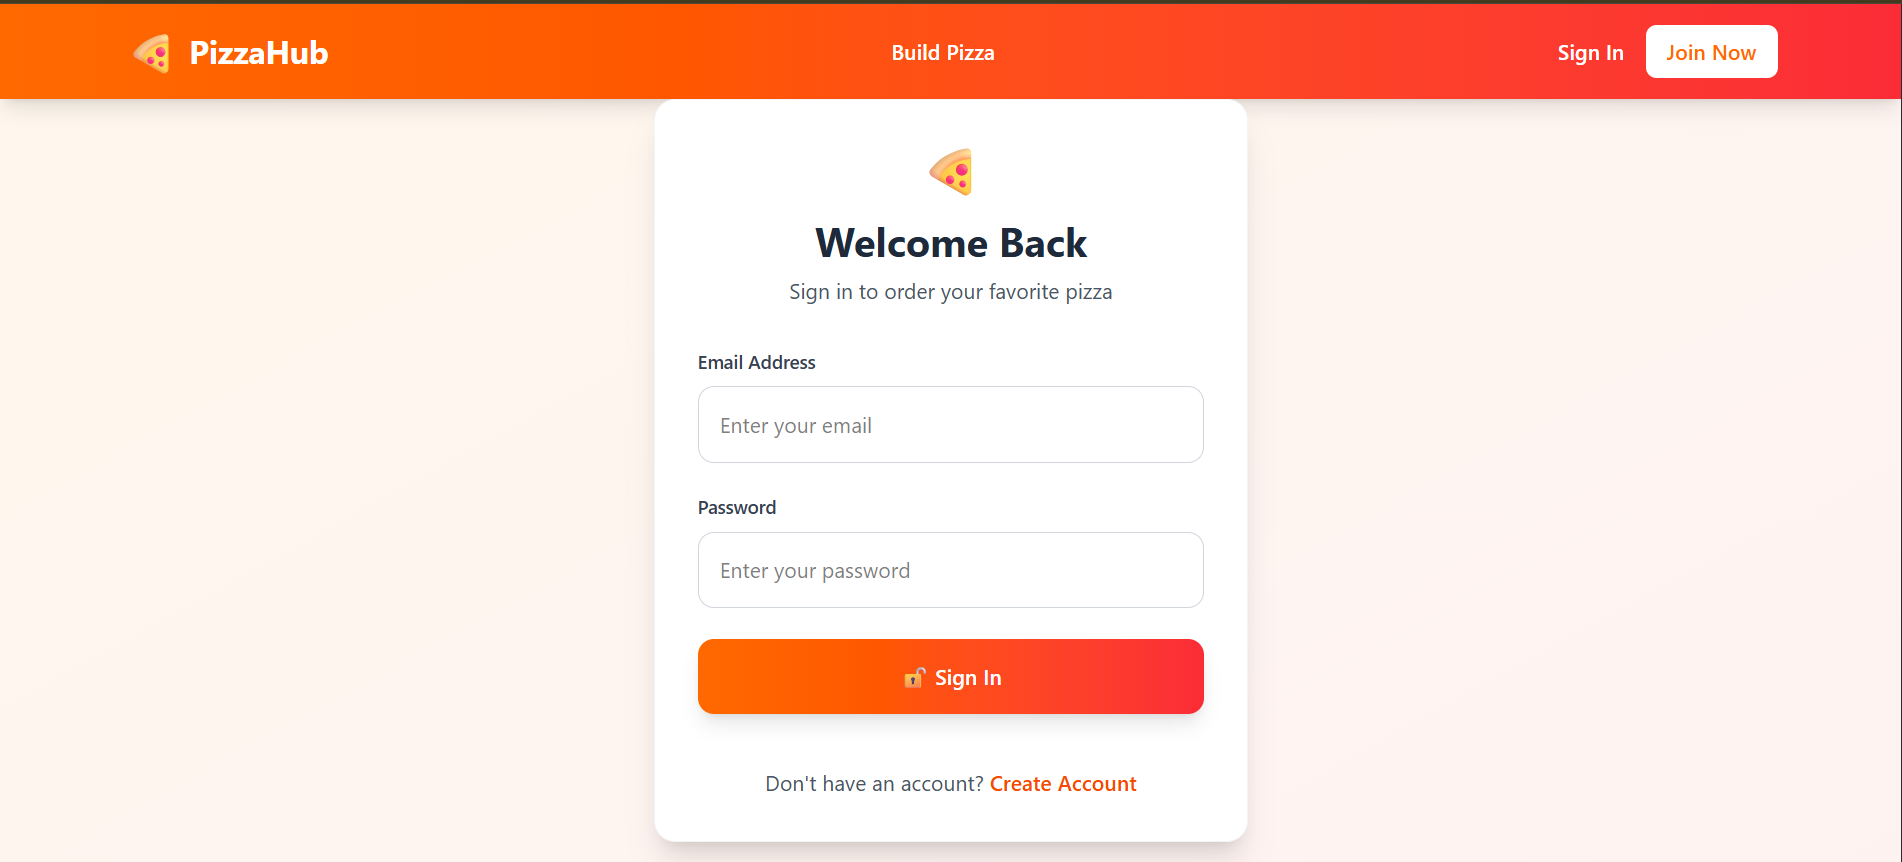 PizzaHub
Build Pizza
Sign In
Join Now
Welcome Back
Sign in to order your favorite pizza
Email Address
Enter your email
Password
Enter your password
Sign In
Don't have an account? Create Account